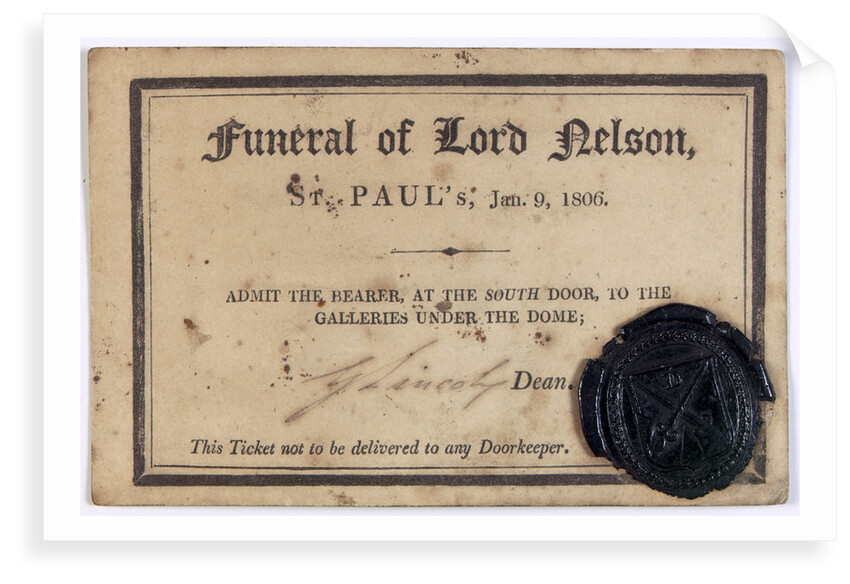 Funeral of Lord Nelson,
St. PAUL's, Jan. 9, 1806.
ADMIT THE BEARER, AT THE SOUTH DOOR, TO THE
GALLERIES UNDER THE DOME;
G Lincoln Dean.
This Ticket not to be delivered to any Doorkeeper.